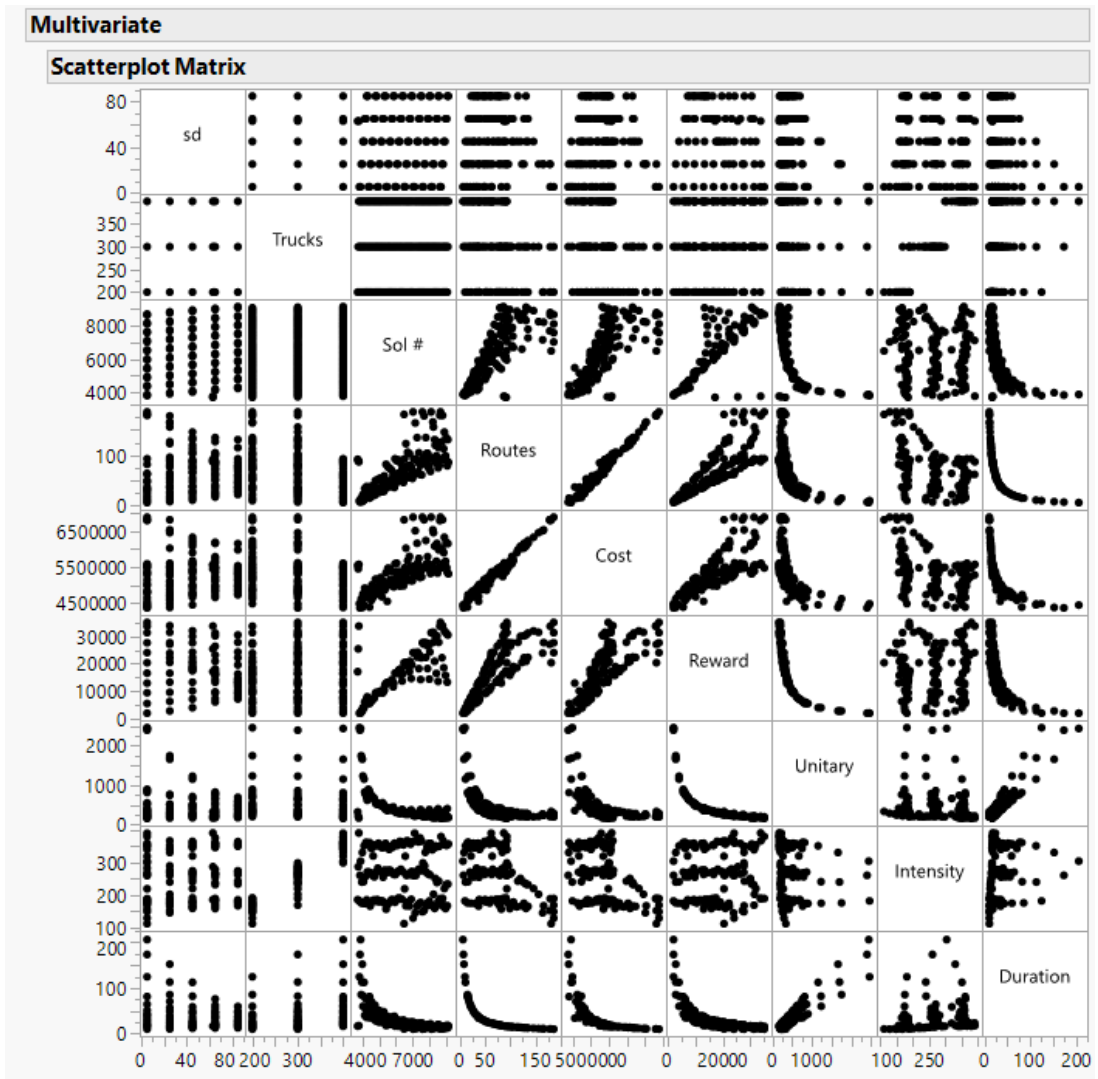 Multivariate
Scatterplot Matrix
80
40
0
sd
350
300
250
200
Trucks
8000
6000
4000
Sol #
100
0
Routes
6500000
5500000
4500000
Cost
30000
20000
10000
0
Reward
2000
1000
0
Unitary
300
200
100
Intensity
200
100
0
Duration
0 40 80 200 300 4000 7000 0 50 150 5000000 0 20000 0 1000 100 250 0 100 200